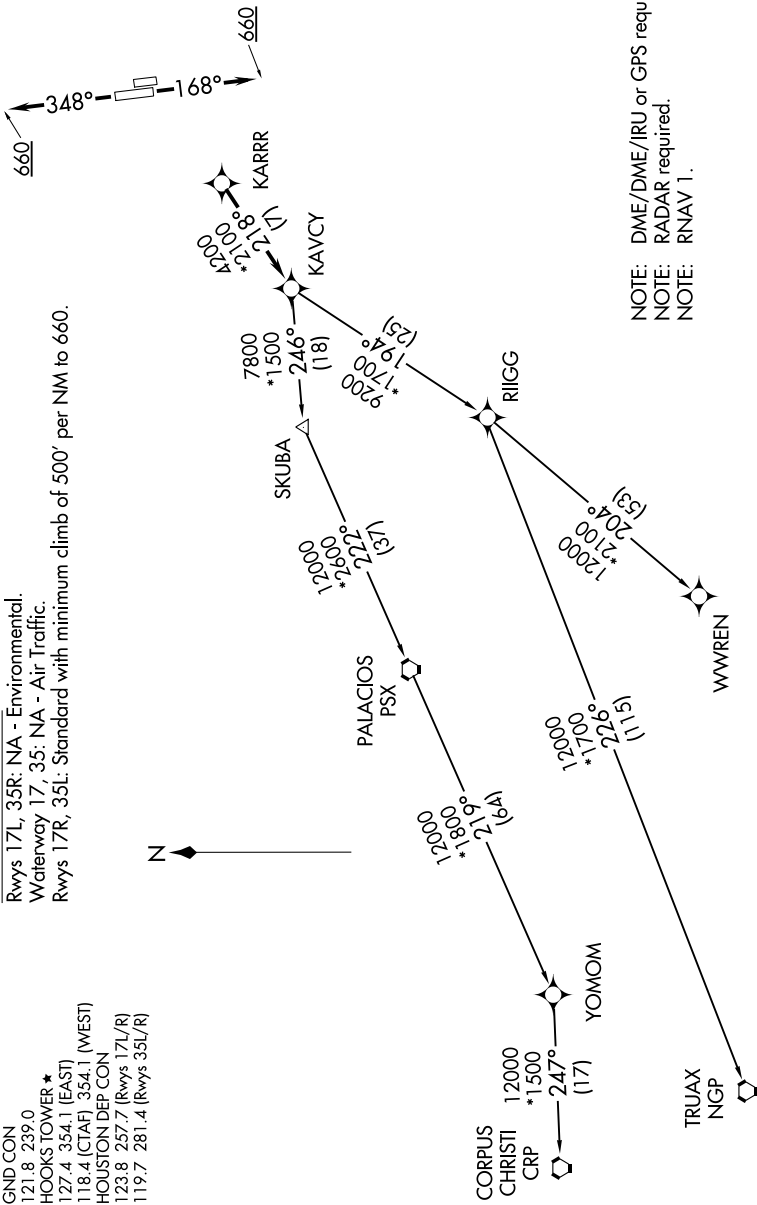 GND CON
121.8 239.0
HOOKS TOWER ★
127.4 354.1 (EAST)
118.4 (CTAF) 354.1 (WEST)
HOUSTON DEP CON
123.8 257.7 (Rwys 17L/R)
119.7 281.4 (Rwys 35L/R)
Rwys 17L, 35R: NA - Environmental.
Waterway 17, 35: NA - Air Traffic.
Rwys 17R, 35L: Standard with minimum climb of 500' per NM to 660.
660
348°
168°
660
KARRR
4200
*2100
218°
(7)
KAVCY
7800
*1500
246°
(18)
9200
*1700
194°
(25)
SKUBA
RIIGG
12000
*2600
222°
(37)
12000
*2100
204°
(53)
PALACIOS
PSX
WWREN
12000
*1700
226°
(115)
12000
*1800
219°
(64)
N
YOMOM
12000
*1500
247°
(17)
CORPUS
CHRISTI
CRP
TRUAX
NGP
NOTE: DME/DME/IRU or GPS requ
NOTE: RADAR required.
NOTE: RNAV 1.